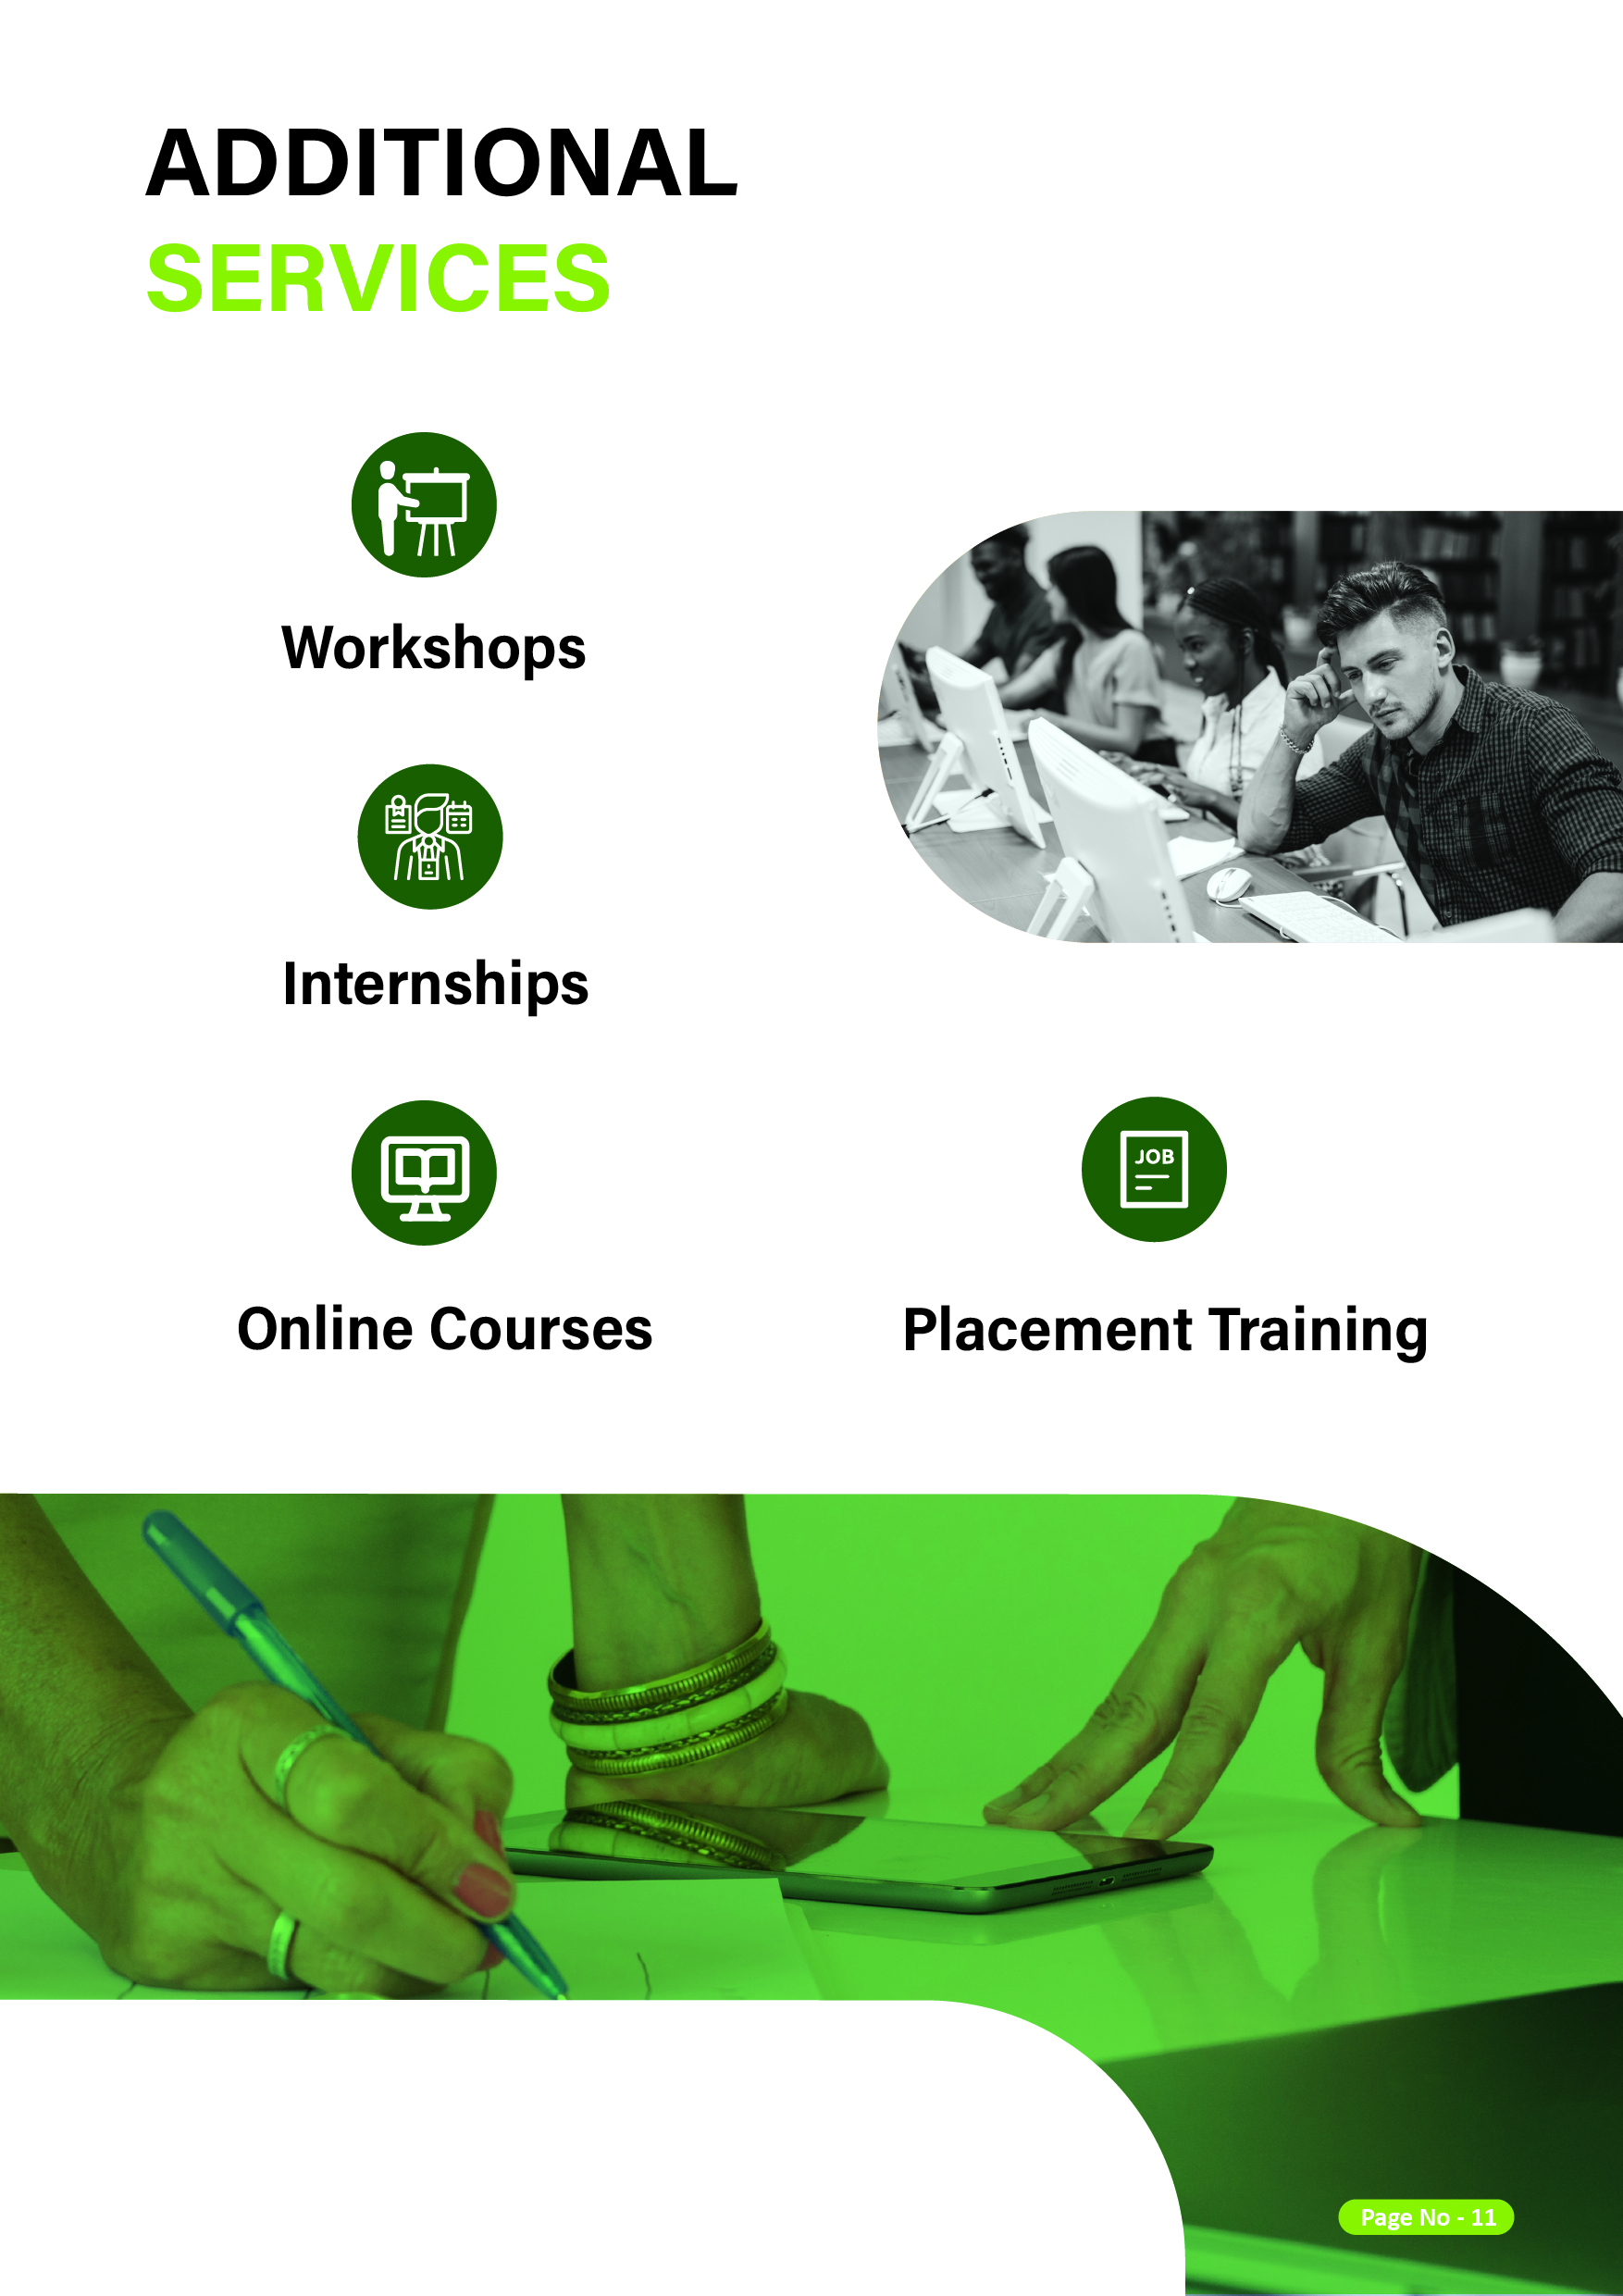 ADDITIONAL
SERVICES
Workshops
Internships
Online Courses
JOB
Placement Training
Page No - 11